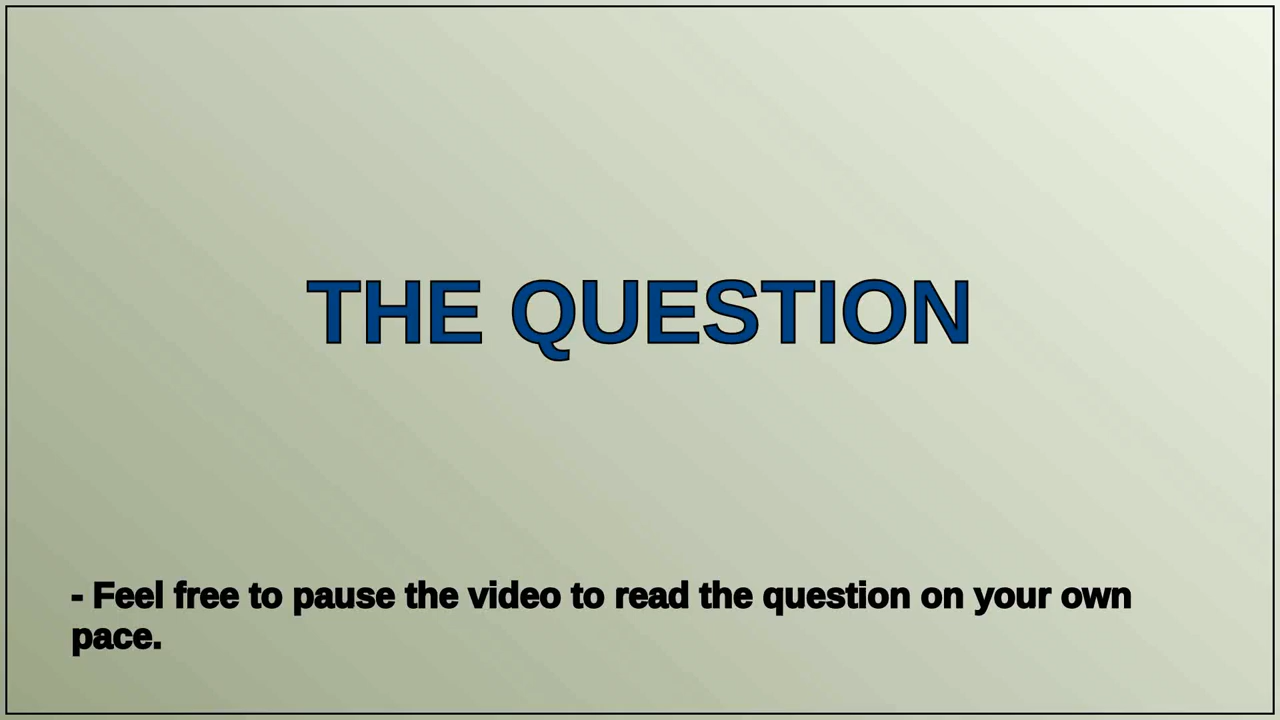 THE QUESTION
- Feel free to pause the video to read the question on your own
pace.